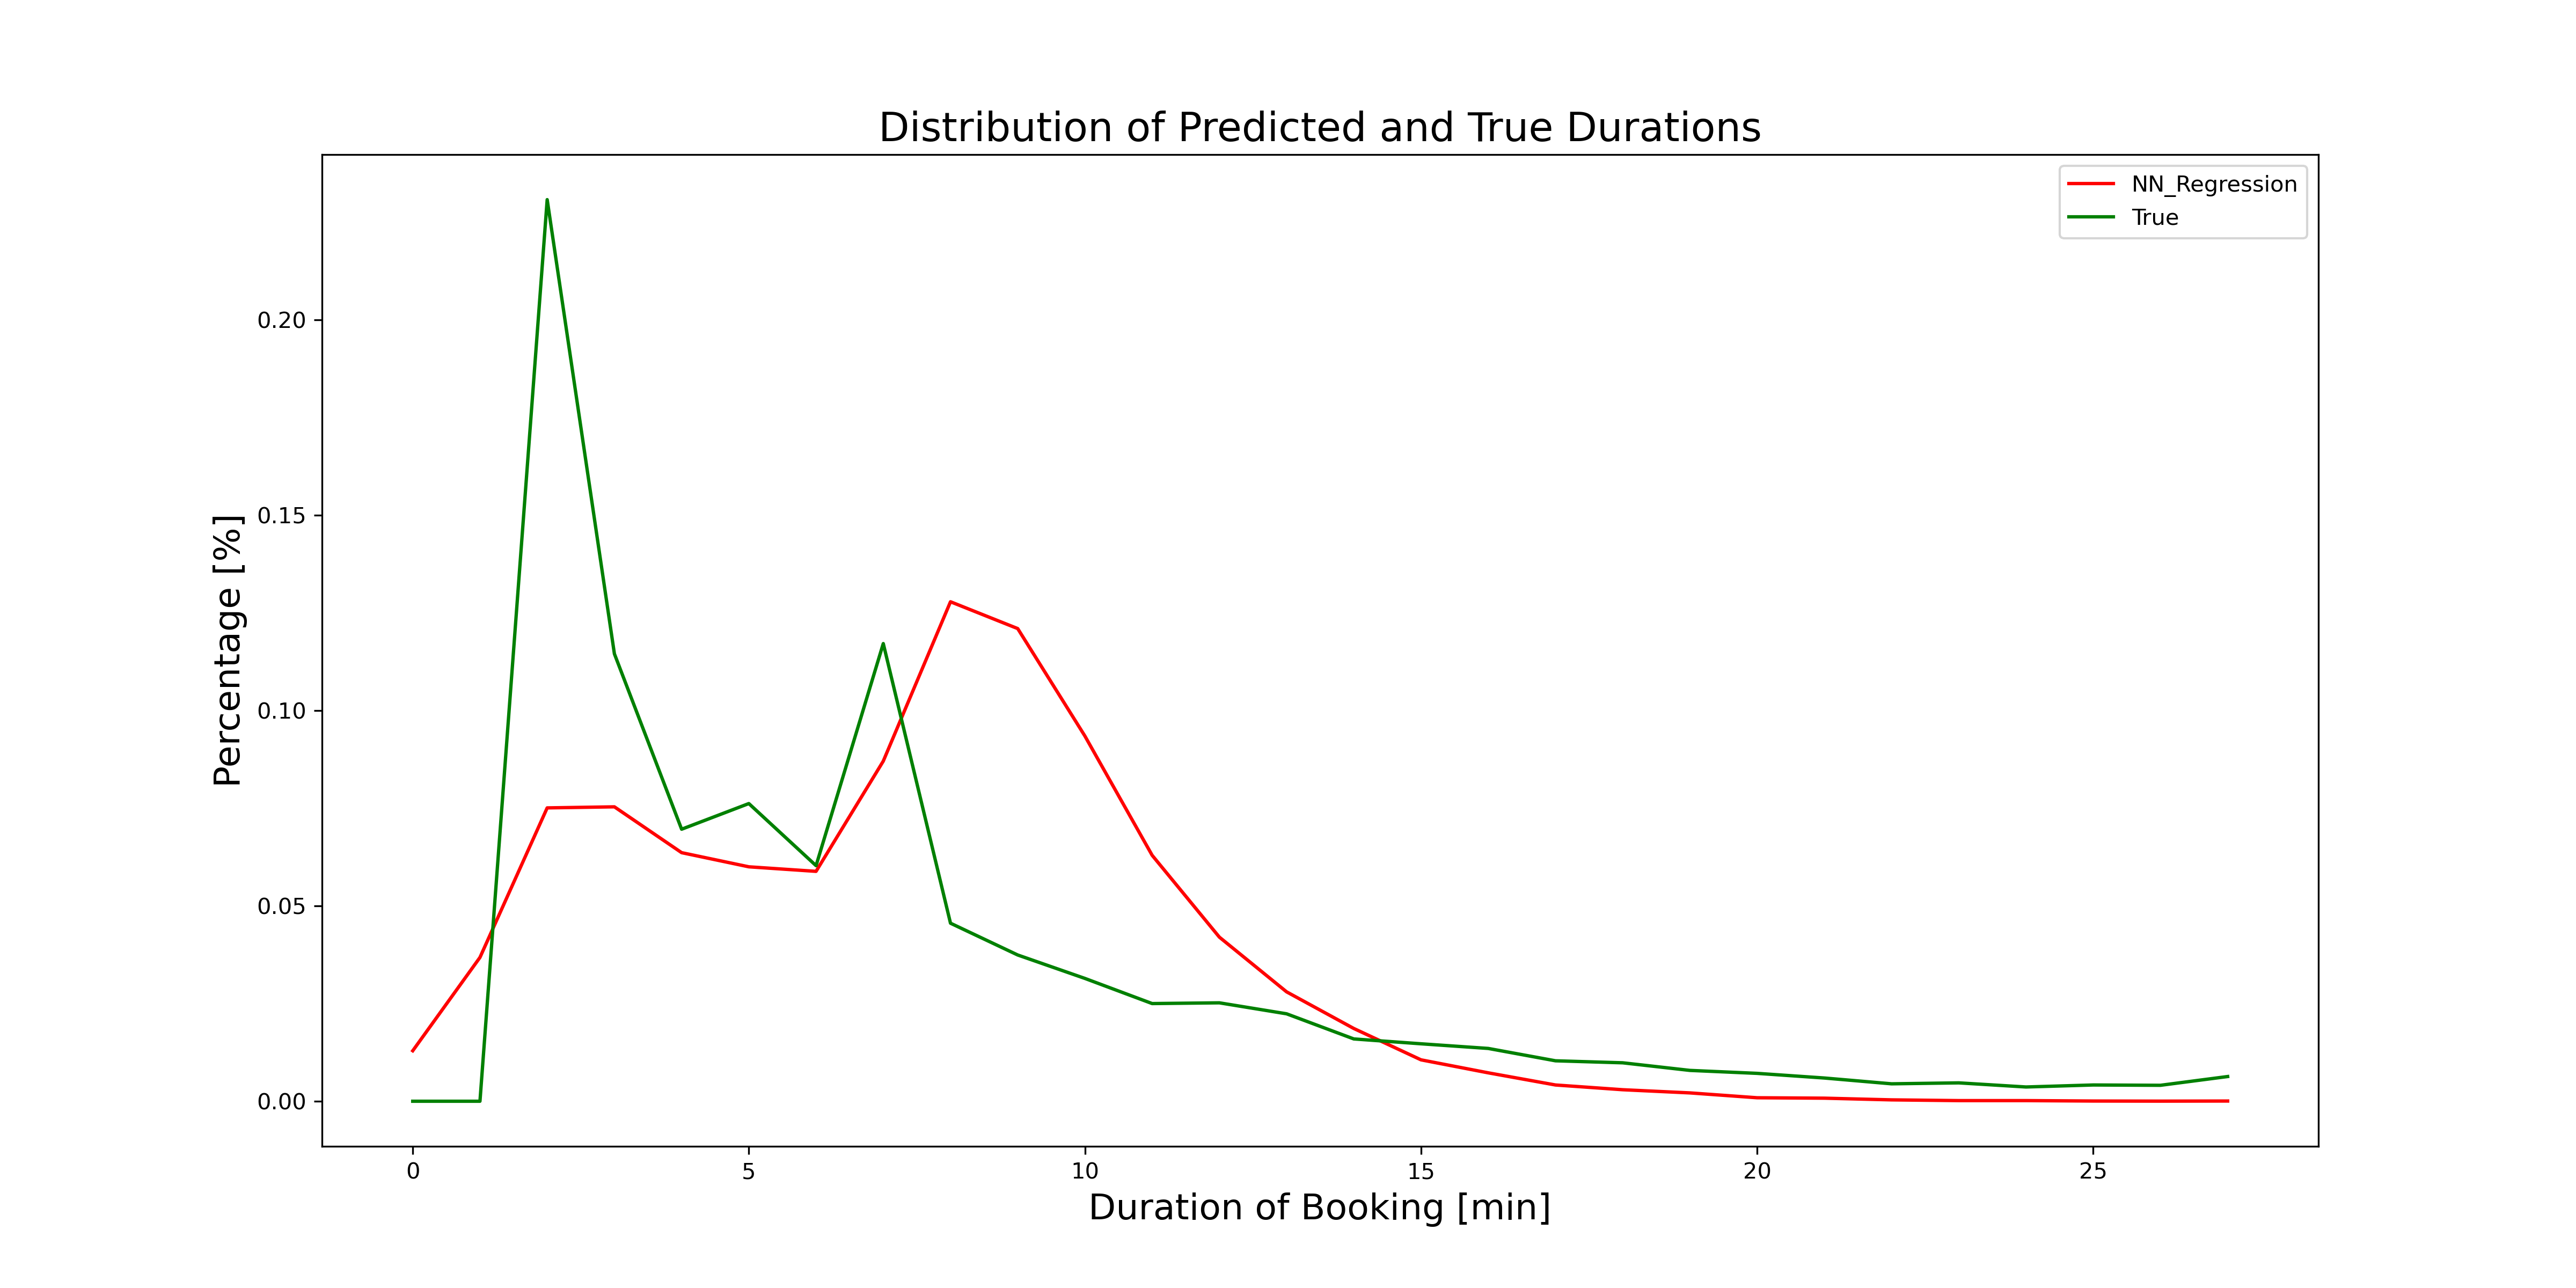 Distribution of Predicted and True Durations
NN_Regression
True
0.20
0.15
0.10
0.05
0.00
Percentage [%]
0 5 10 15 20 25
Duration of Booking [min]